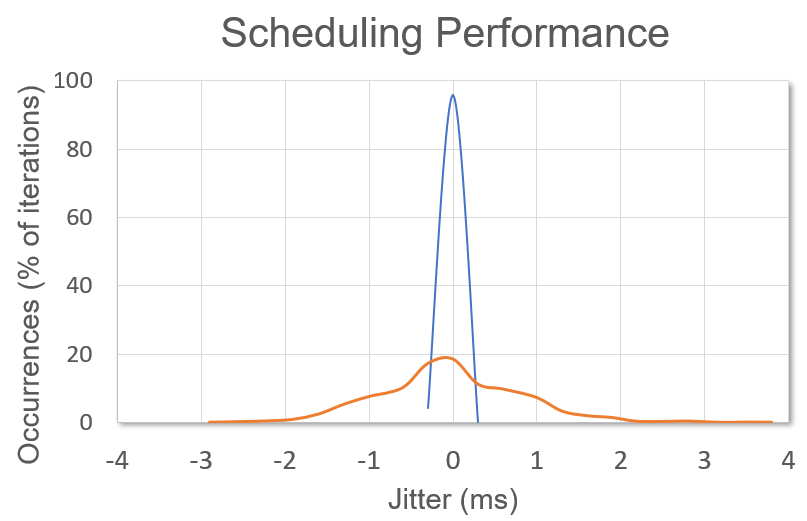 Scheduling Performance
Occurrences (% of iterations)
100
80
60
40
20
0
-4 -3 -2 -1 0 1 2 3 4
Jitter (ms)